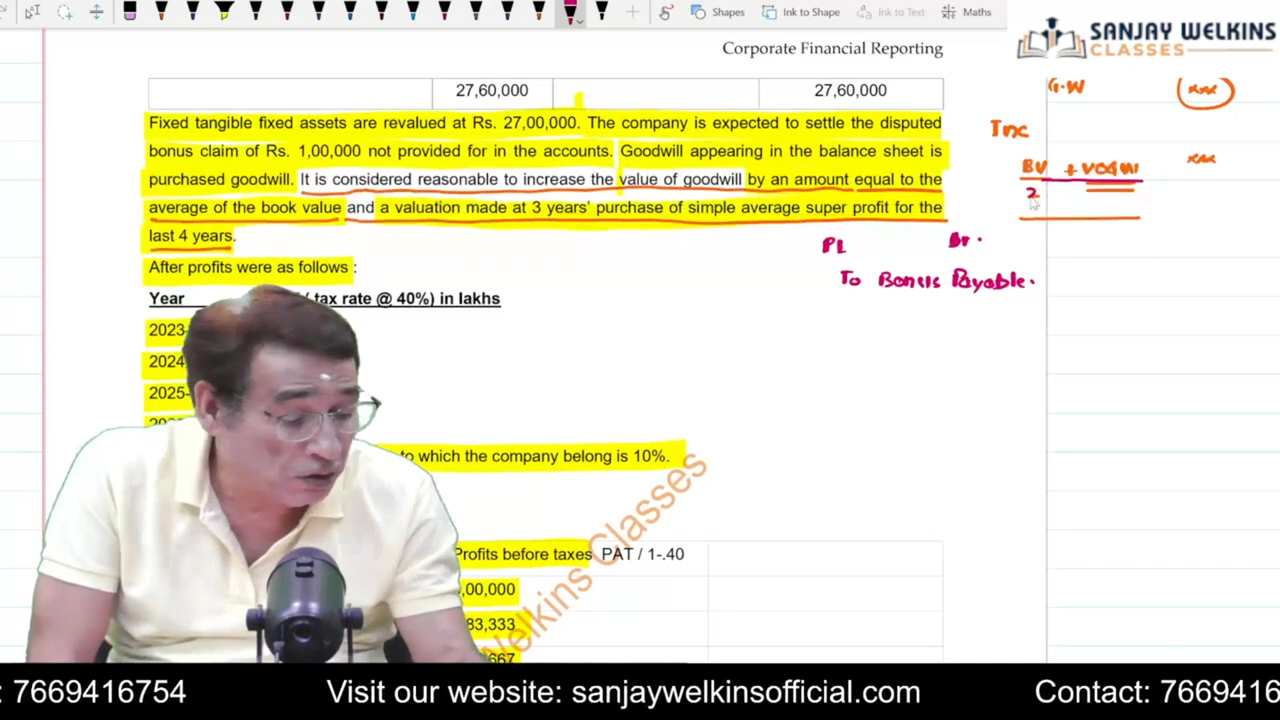 Shapes Ink to Shape Ink to Text Maths
SANJAY WELKINS
CLASSES
Corporate Financial Reporting
27,60,000 27,60,000
G.W xxx
Fixed tangible fixed assets are revalued at Rs. 27,00,000. The company is expected to settle the disputed
bonus claim of Rs. 1,00,000 not provided for in the accounts. Goodwill appearing in the balance sheet is
purchased goodwill. It is considered reasonable to increase the value of goodwill by an amount equal to the
average of the book value and a valuation made at 3 years' purchase of simple average super profit for the
last 4 years.
Inc
BV + VOGW xxx
2
PL Dr.
To Bonus Payable.
After profits were as follows :
Year / tax rate @ 40%) in lakhs
2023-
2024
2025-
to which the company belong is 10%.
Welkins Classes
Profits before taxes PAT / 1-.40
,00,000
83,333
667
: 7669416754 Visit our website: sanjaywelkinsofficial.com Contact: 7669416